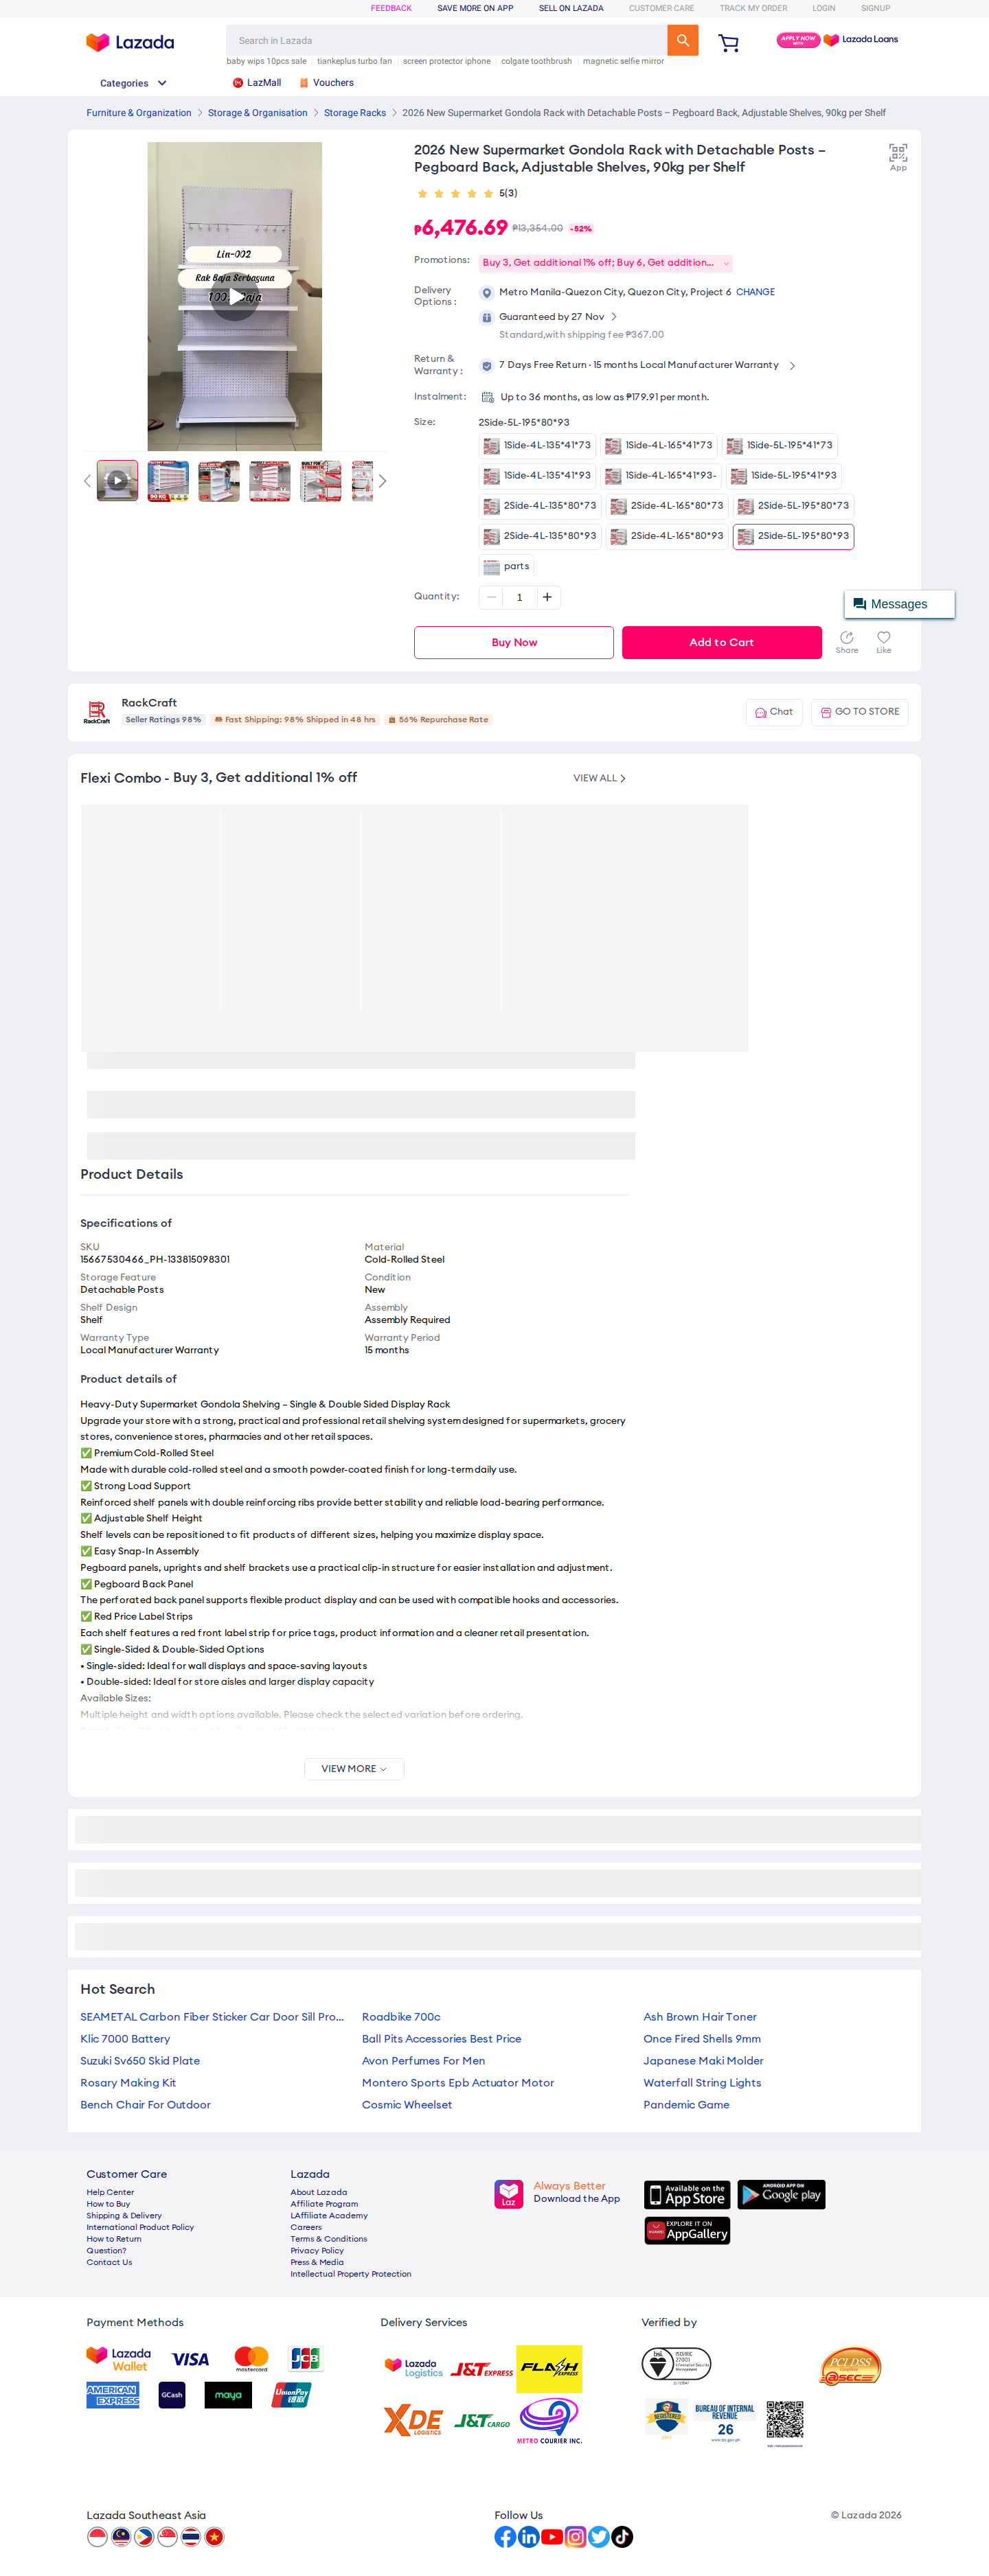 FEEDBACK SAVE MORE ON APP SELL ON LAZADA CUSTOMER CARE TRACK MY ORDER LOGIN SIGNUP
Lazada
Search in Lazada
APPLY NOW
Lazada Loans
baby wips 10pcs sale tiankeplus turbo fan screen protector iphone colgate toothbrush magnetic selfie mirror
Categories LazMall Vouchers
Furniture & Organization Storage & Organisation Storage Racks 2026 New Supermarket Gondola Rack with Detachable Posts – Pegboard Back, Adjustable Shelves, 90kg per Shelf
2026 New Supermarket Gondola Rack with Detachable Posts –
Pegboard Back, Adjustable Shelves, 90kg per Shelf
App
5(3)
₱6,476.69 ₱13,354.00 -52%
Lin-002
Rak Baja Serbaguna
Promotions: Buy 3, Get additional 1% off; Buy 6, Get addition...
Delivery Options : Metro Manila-Quezon City, Quezon City, Project 6 CHANGE
Guaranteed by 27 Nov
Standard,with shipping fee ₱367.00
Return & Warranty : 7 Days Free Return · 15 months Local Manufacturer Warranty
Instalment: Up to 36 months, as low as ₱179.91 per month.
Size: 2Side-5L-195*80*93
1Side-4L-135*41*73 1Side-4L-165*41*73 1Side-5L-195*41*73
1Side-4L-135*41*93 1Side-4L-165*41*93- 1Side-5L-195*41*93
2Side-4L-135*80*73 2Side-4L-165*80*73 2Side-5L-195*80*73
2Side-4L-135*80*93 2Side-4L-165*80*93 2Side-5L-195*80*93
parts
Quantity: 1
Messages
Buy Now Add to Cart Share Like
RackCraft
RackCraft
Seller Ratings 98% Fast Shipping: 98% Shipped in 48 hrs 56% Repurchase Rate
Chat GO TO STORE
Flexi Combo - Buy 3, Get additional 1% off VIEW ALL
Product Details
Specifications of
SKU Material
15667530466_PH-133815098301 Cold-Rolled Steel
Storage Feature Condition
Detachable Posts New
Shelf Design Assembly
Shelf Assembly Required
Warranty Type Warranty Period
Local Manufacturer Warranty 15 months
Product details of
Heavy-Duty Supermarket Gondola Shelving – Single & Double Sided Display Rack
Upgrade your store with a strong, practical and professional retail shelving system designed for supermarkets, grocery
stores, convenience stores, pharmacies and other retail spaces.
✅ Premium Cold-Rolled Steel
Made with durable cold-rolled steel and a smooth powder-coated finish for long-term daily use.
✅ Strong Load Support
Reinforced shelf panels with double reinforcing ribs provide better stability and reliable load-bearing performance.
✅ Adjustable Shelf Height
Shelf levels can be repositioned to fit products of different sizes, helping you maximize display space.
✅ Easy Snap-In Assembly
Pegboard panels, uprights and shelf brackets use a practical clip-in structure for easier installation and adjustment.
✅ Pegboard Back Panel
The perforated back panel supports flexible product display and can be used with compatible hooks and accessories.
✅ Red Price Label Strips
Each shelf features a red front label strip for price tags, product information and a cleaner retail presentation.
✅ Single-Sided & Double-Sided Options
• Single-sided: Ideal for wall displays and space-saving layouts
• Double-sided: Ideal for store aisles and larger display capacity
Available Sizes:
Multiple height and width options available. Please check the selected variation before ordering.
VIEW MORE
Hot Search
SEAMETAL Carbon Fiber Sticker Car Door Sill Pro... Roadbike 700c Ash Brown Hair Toner
Klic 7000 Battery Ball Pits Accessories Best Price Once Fired Shells 9mm
Suzuki Sv650 Skid Plate Avon Perfumes For Men Japanese Maki Molder
Rosary Making Kit Montero Sports Epb Actuator Motor Waterfall String Lights
Bench Chair For Outdoor Cosmic Wheelset Pandemic Game
Customer Care
Help Center
How to Buy
Shipping & Delivery
International Product Policy
How to Return
Question?
Contact Us
Lazada
About Lazada
Affiliate Program
LAffiliate Academy
Careers
Terms & Conditions
Privacy Policy
Press & Media
Intellectual Property Protection
Laz
Always Better
Download the App
Available on the App Store
ANDROID APP ON Google play
EXPLORE IT ON AppGallery
Payment Methods
Lazada Wallet VISA mastercard JCB
AMERICAN EXPRESS GCash maya UnionPay
Delivery Services
Lazada Logistics J&T EXPRESS FLASH EXPRESS
XDE LOGISTICS J&T CARGO METRO COURIER INC.
Verified by
bsi. ISO/IEC 27001
PCI DSS @SEC
REGISTERED
BUREAU OF INTERNAL REVENUE
26
Lazada Southeast Asia
Follow Us
© Lazada 2026